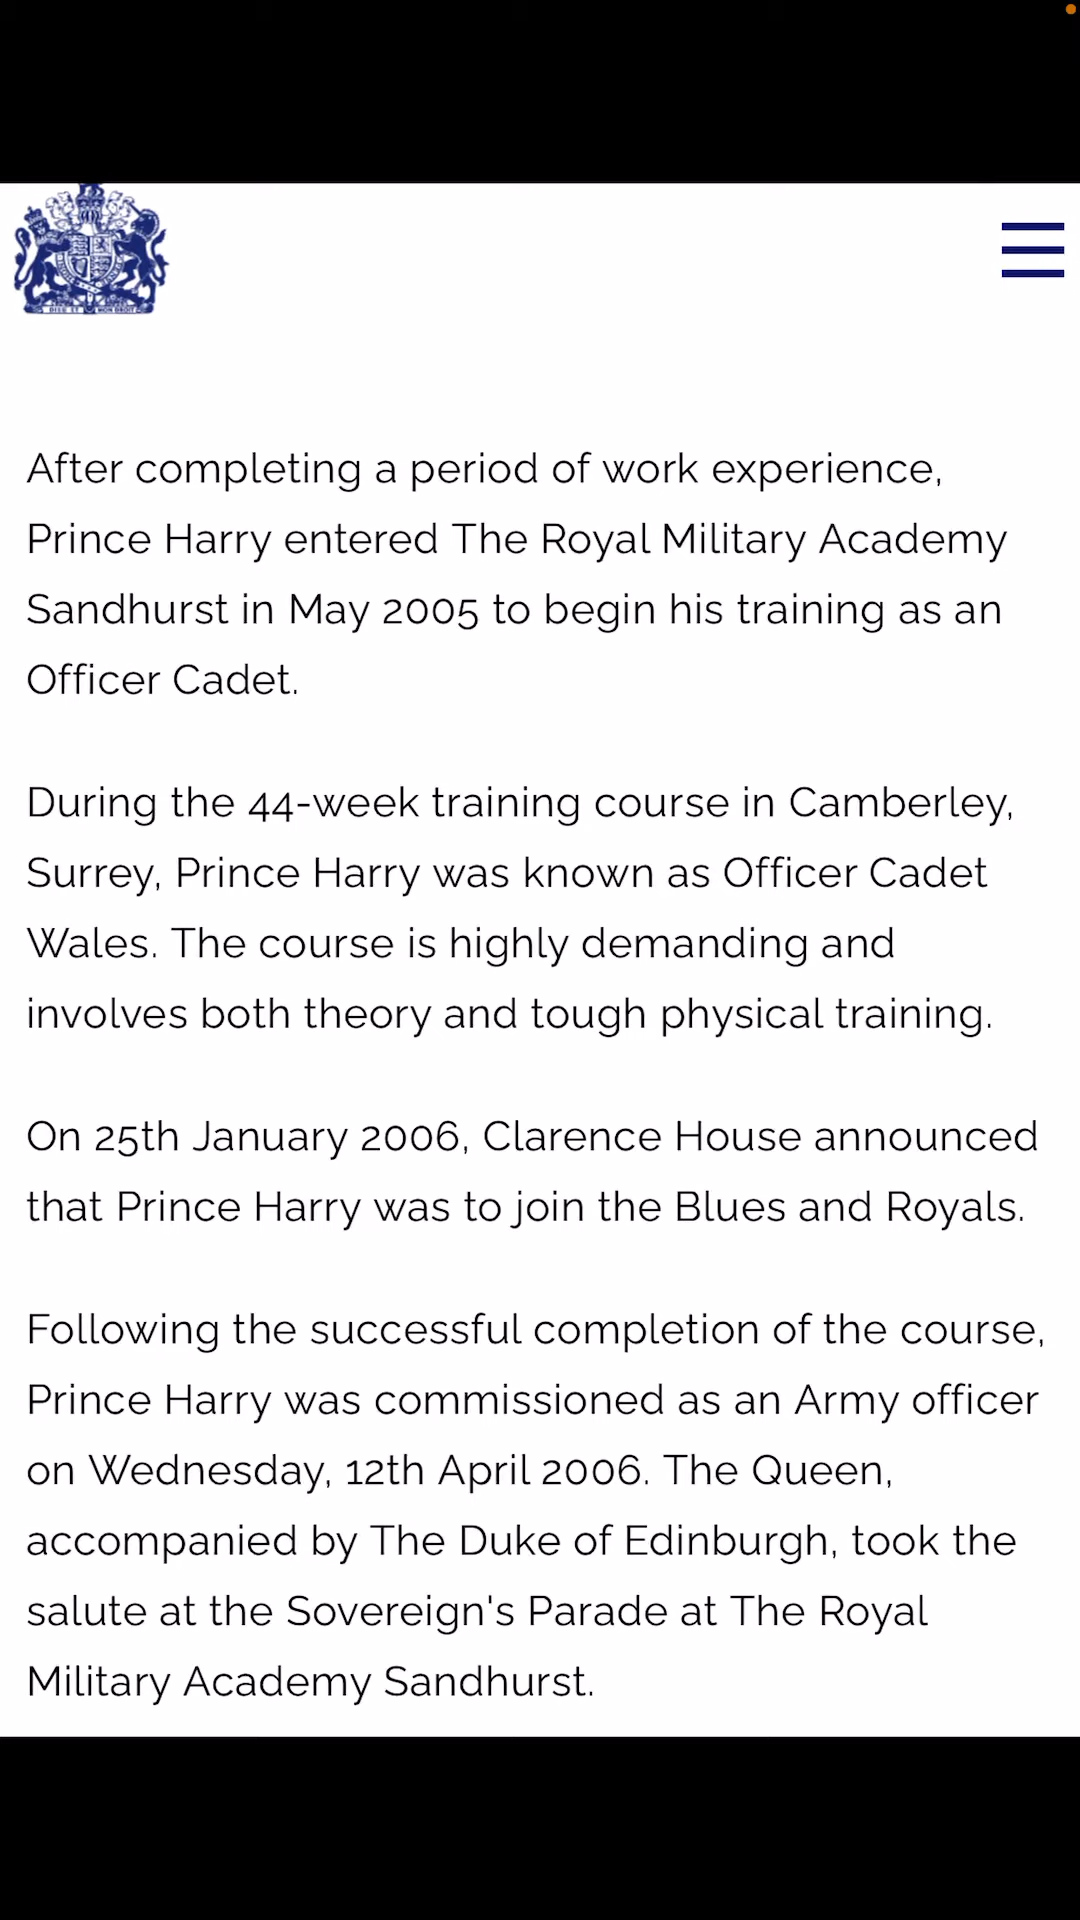 DIEU ET MON DROIT
After completing a period of work experience,
Prince Harry entered The Royal Military Academy
Sandhurst in May 2005 to begin his training as an
Officer Cadet.
During the 44-week training course in Camberley,
Surrey, Prince Harry was known as Officer Cadet
Wales. The course is highly demanding and
involves both theory and tough physical training.
On 25th January 2006, Clarence House announced
that Prince Harry was to join the Blues and Royals.
Following the successful completion of the course,
Prince Harry was commissioned as an Army officer
on Wednesday, 12th April 2006. The Queen,
accompanied by The Duke of Edinburgh, took the
salute at the Sovereign's Parade at The Royal
Military Academy Sandhurst.